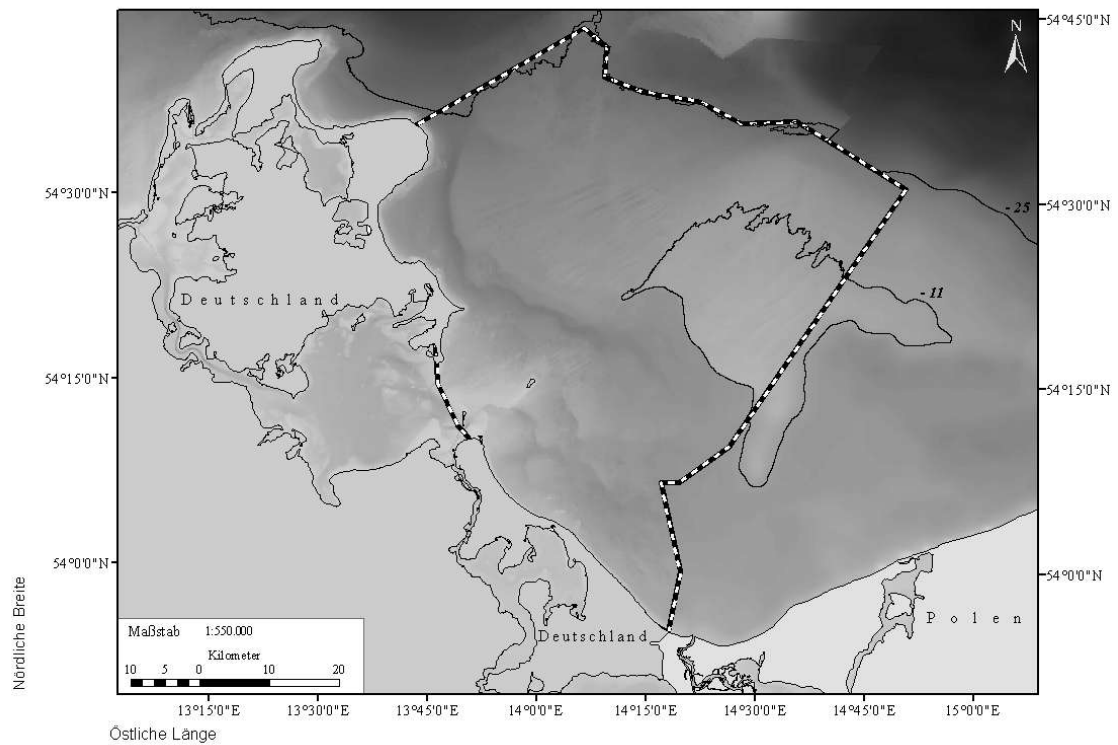 54°45'0"N
N
54°30'0"N
54°30'0"N
- 25
Deutschland
- 11
54°15'0"N
54°15'0"N
54°0'0"N
54°0'0"N
Nördliche Breite
Maßstab 1:550.000
Kilometer
10 5 0 10 20
Deutschland
Polen
13°15'0"E 13°30'0"E 13°45'0"E 14°0'0"E 14°15'0"E 14°30'0"E 14°45'0"E 15°0'0"E
Östliche Länge